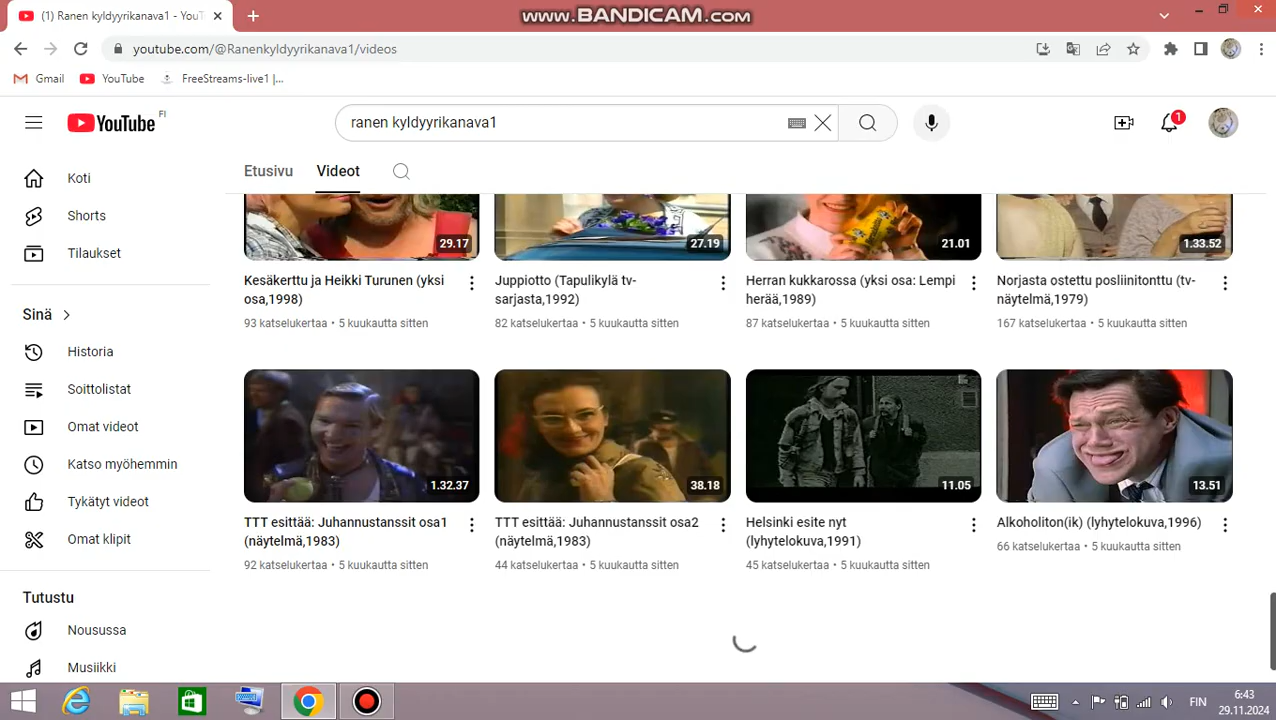 www.BANDICAM.com
(1) Ranen kyldyyrikanava1 - YouT
youtube.com/@Ranenkyldyyrikanava1/videos
Gmail YouTube FreeStreams-live1 |...
YouTube FI
ranen kyldyyrikanava1
1
Etusivu Videot
Koti
Shorts
Tilaukset
Sinä
Historia
Soittolistat
Omat videot
Katso myöhemmin
Tykätyt videot
Omat klipit
Tutustu
Nousussa
Musiikki
29.17
27.19
21.01
1.33.52
Kesäkerttu ja Heikki Turunen (yksi
osa,1998)
93 katselukertaa • 5 kuukautta sitten
Juppiotto (Tapulikylä tv-
sarjasta,1992)
82 katselukertaa • 5 kuukautta sitten
Herran kukkarossa (yksi osa: Lempi
herää,1989)
87 katselukertaa • 5 kuukautta sitten
Norjasta ostettu posliinitonttu (tv-
näytelmä,1979)
167 katselukertaa • 5 kuukautta sitten
1.32.37
38.18
11.05
13.51
TTT esittää: Juhannustanssit osa1
(näytelmä,1983)
92 katselukertaa • 5 kuukautta sitten
TTT esittää: Juhannustanssit osa2
(näytelmä,1983)
44 katselukertaa • 5 kuukautta sitten
Helsinki esite nyt
(lyhytelokuva,1991)
45 katselukertaa • 5 kuukautta sitten
Alkoholiton(ik) (lyhytelokuva,1996)
66 katselukertaa • 5 kuukautta sitten
FIN
6:43
29.11.2024